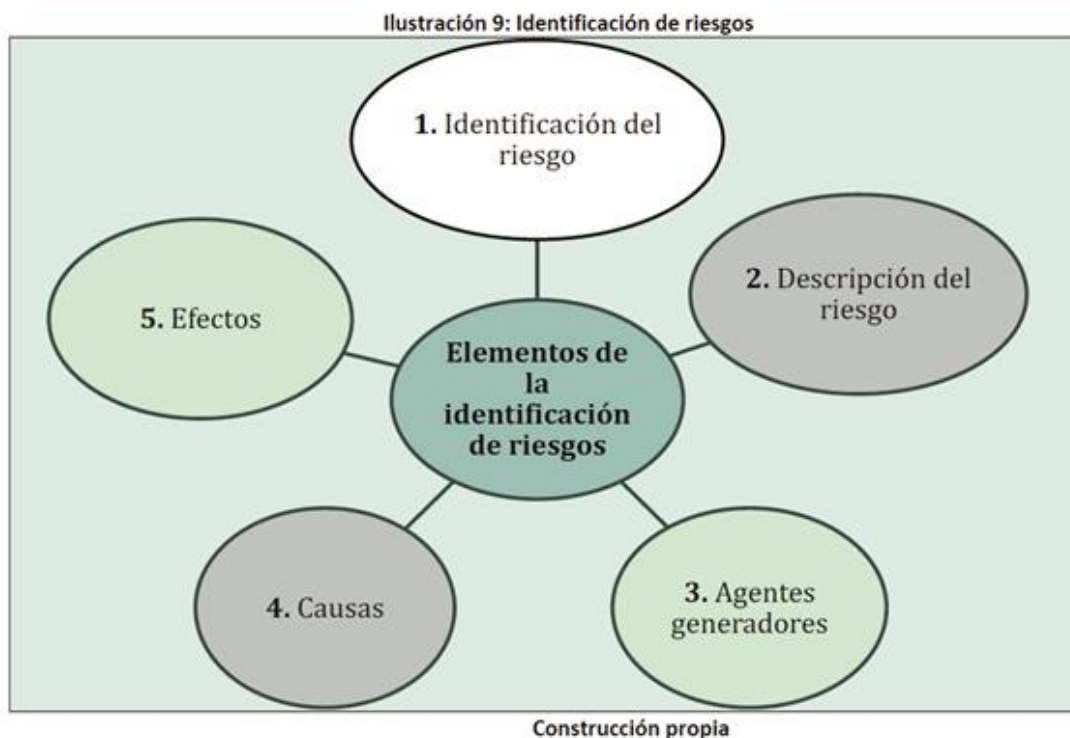 Ilustración 9: Identificación de riesgos
1. Identificación del
riesgo
2. Descripción del
riesgo
5. Efectos
Elementos de
la
identificación
de riesgos
4. Causas
3. Agentes
generadores
Construcción propia